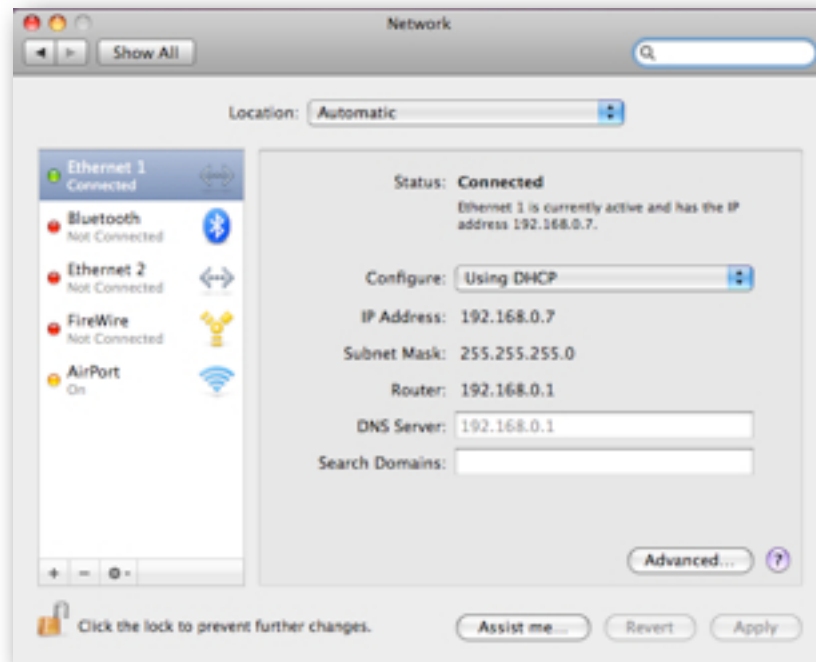 Network
Show All
Location: Automatic
Ethernet 1
Connected
Bluetooth
Not Connected
Ethernet 2
Not Connected
FireWire
Not Connected
AirPort
On
Status: Connected
Ethernet 1 is currently active and has the IP
address 192.168.0.7.
Configure: Using DHCP
IP Address: 192.168.0.7
Subnet Mask: 255.255.255.0
Router: 192.168.0.1
DNS Server: 192.168.0.1
Search Domains:
Advanced...
?
Click the lock to prevent further changes.
Assist me...
Revert
Apply